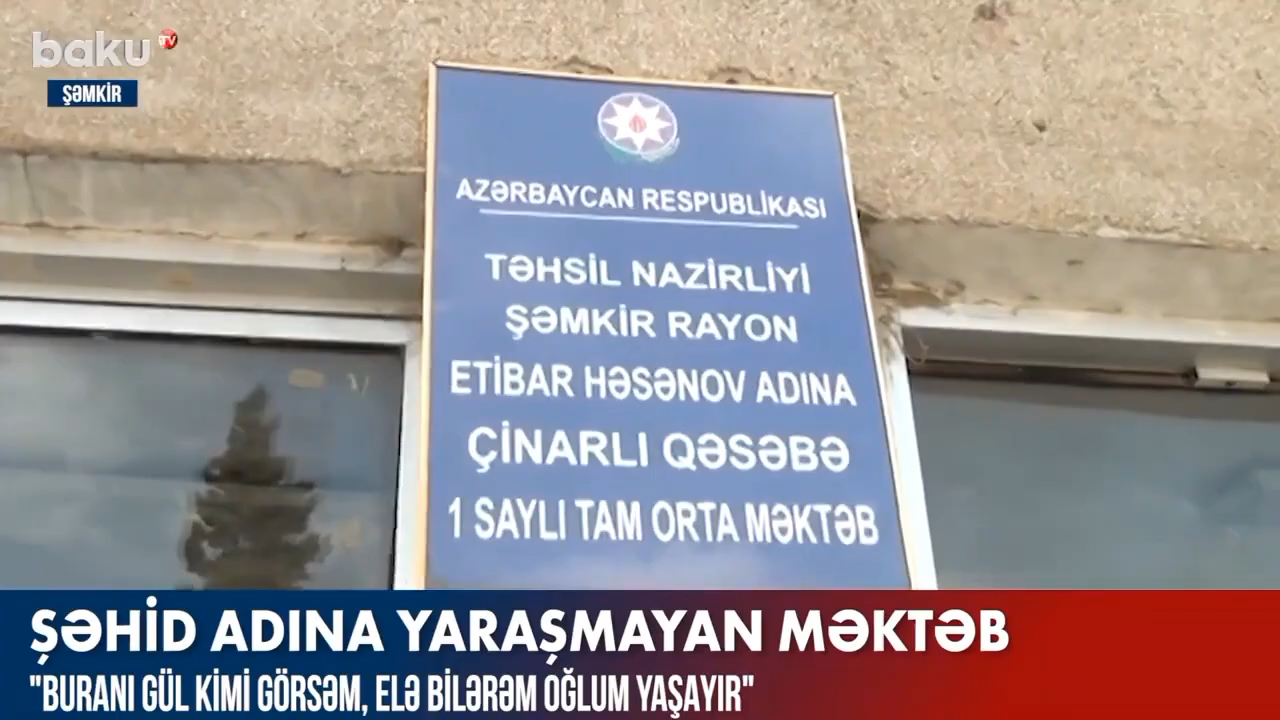 baku TV
ŞƏMKİR
AZƏRBAYCAN RESPUBLİKASI
TƏHSİL NAZİRLİYİ
ŞƏMKİR RAYON
ETİBAR HƏSƏNOV ADINA
ÇİNARLI QƏSƏBƏ
1 SAYLI TAM ORTA MƏKTƏB
ŞƏHİD ADINA YARAŞMAYAN MƏKTƏB
"BURANI GÜL KİMİ GÖRSƏM, ELƏ BİLƏRƏM OĞLUM YAŞAYIR"